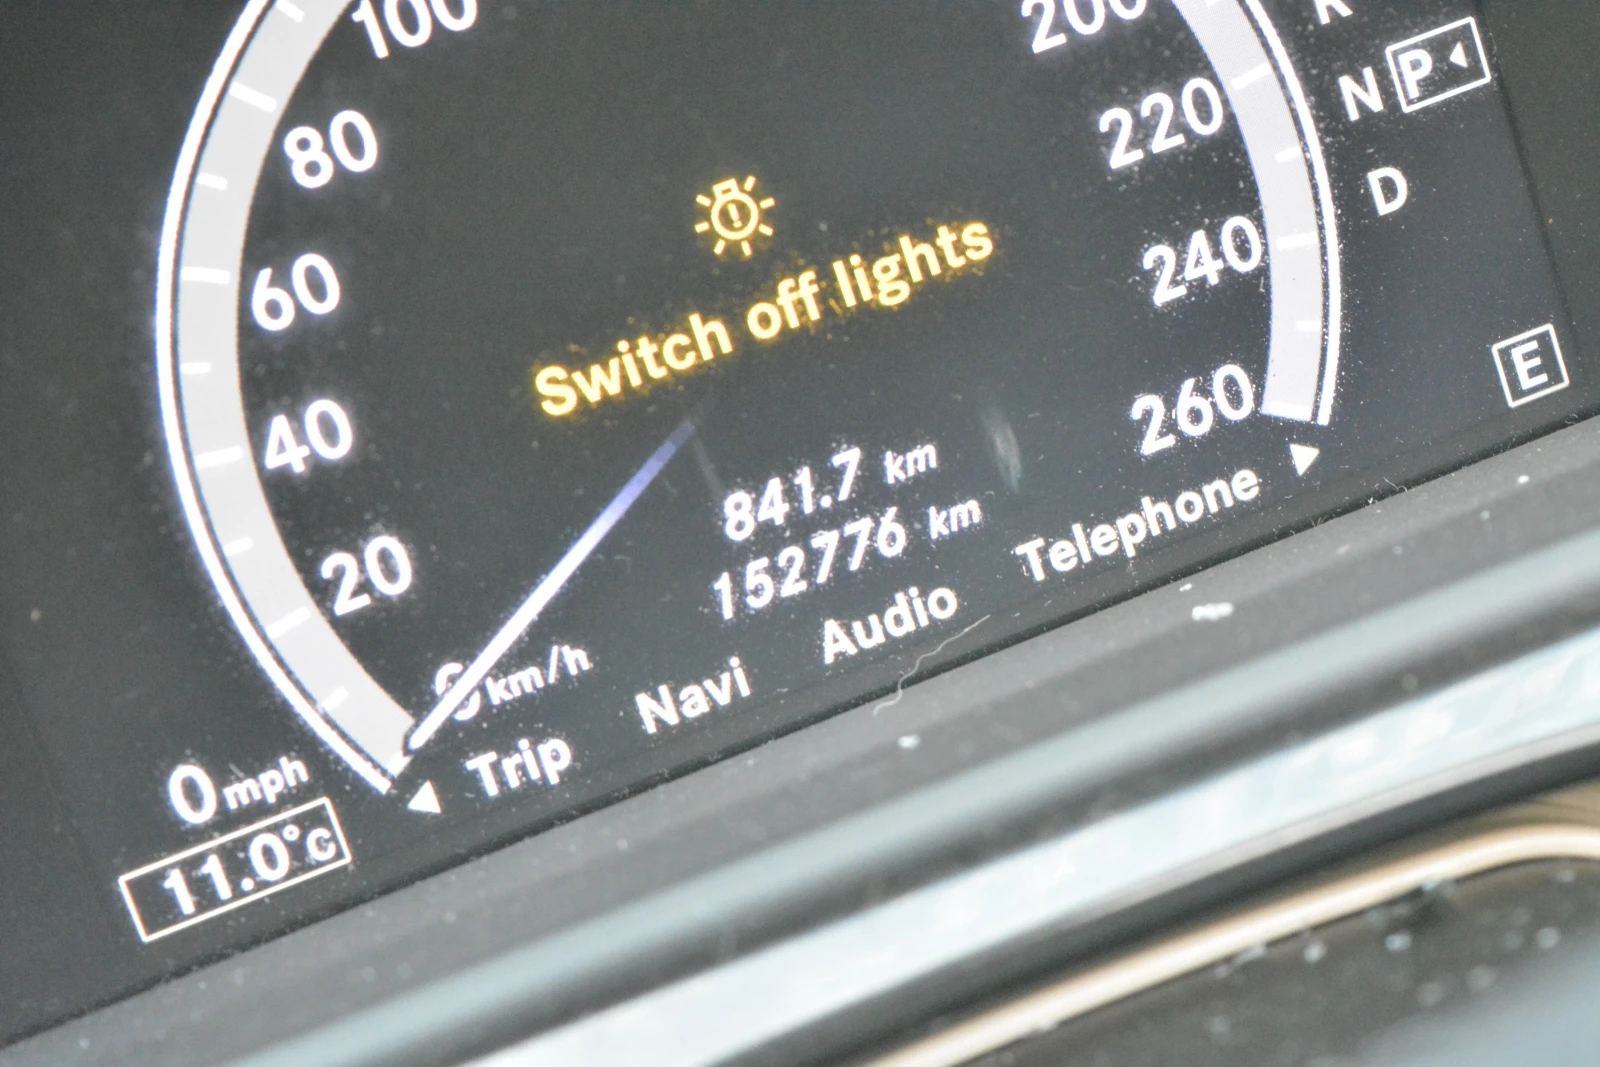 100
80
60
40
20
0 km/h
200
220
240
260
Switch off lights
841.7 km
152776 km
Trip Navi Audio Telephone
0 mph
11.0°C
R
N P
D
E